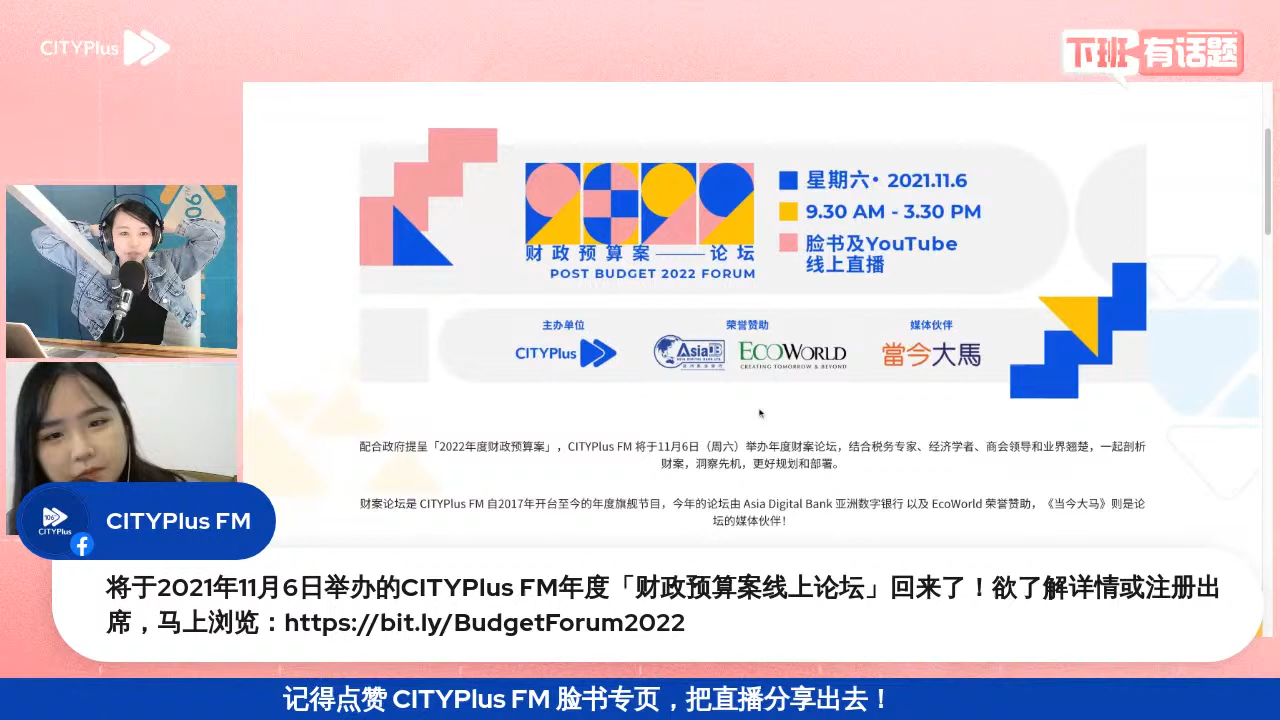 CITYPlus
下班有话题
2022
财政预算案——论坛
POST BUDGET 2022 FORUM
星期六• 2021.11.6
9.30 AM - 3.30 PM
脸书及YouTube
线上直播
主办单位
荣誉赞助
媒体伙伴
CITYPlus
AsiaDB
ECOWORLD
CREATING TOMORROW & BEYOND
當今大馬
配合政府提呈「2022年度财政预算案」，CITYPlus FM 将于11月6日（周六）举办年度财案论坛，结合税务专家、经济学者、商会领导和业界翘楚，一起剖析
财案，洞察先机，更好规划和部署。
财案论坛是 CITYPlus FM 自2017年开台至今的年度旗舰节目，今年的论坛由 Asia Digital Bank 亚洲数字银行 以及 EcoWorld 荣誉赞助，《当今大马》则是论
坛的媒体伙伴！
106
CITYPlus
CITYPlus FM
将于2021年11月6日举办的CITYPlus FM年度「财政预算案线上论坛」回来了！欲了解详情或注册出
席，马上浏览：https://bit.ly/BudgetForum2022
记得点赞 CITYPlus FM 脸书专页，把直播分享出去！